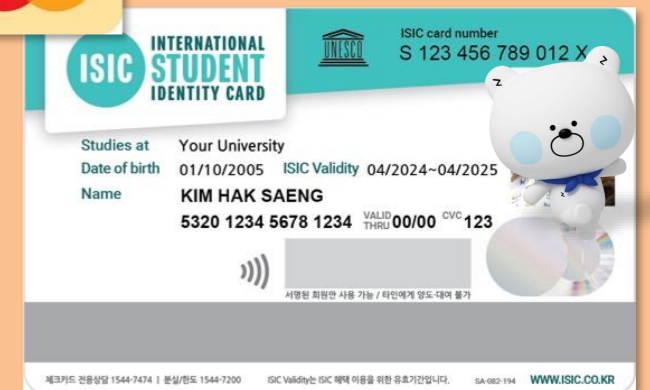 ISIC
INTERNATIONAL
STUDENT
IDENTITY CARD
UNESCO
ISIC card number
S 123 456 789 012 X
z
z
Studies at Your University
Date of birth 01/10/2005 ISIC Validity 04/2024~04/2025
Name KIM HAK SAENG
5320 1234 5678 1234 VALID THRU 00/00 CVC 123
서명된 회원만 사용 가능 / 타인에게 양도·대여 불가
체크카드 전용상담 1544-7474 | 분실/한도 1544-7200 ISIC Validity는 ISIC 혜택 이용을 위한 유효기간입니다. SA-082-194 WWW.ISIC.CO.KR